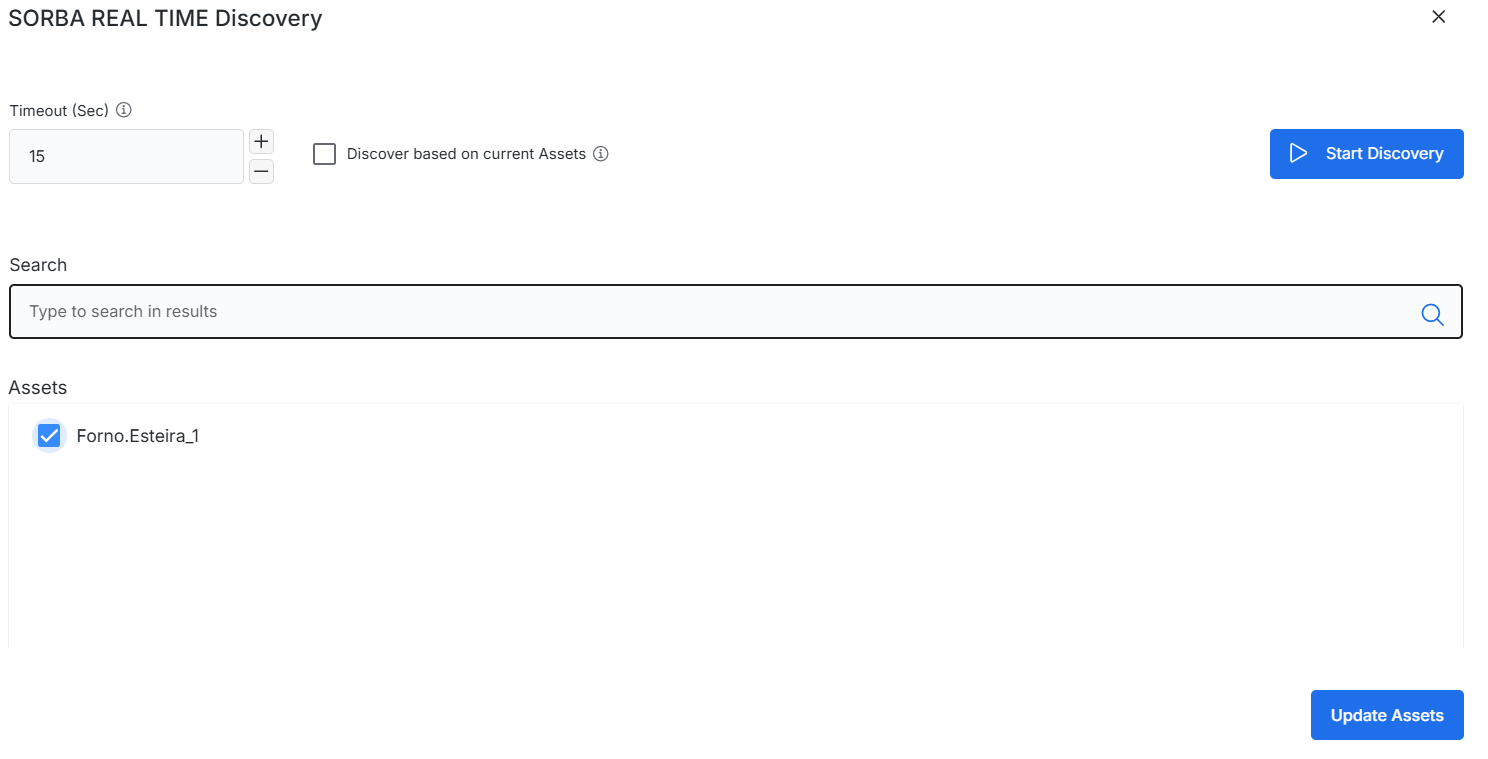 SORBA REAL TIME Discovery
Timeout (Sec)
15
Discover based on current Assets
Start Discovery
Search
Type to search in results
Assets
Forno.Esteira_1
Update Assets